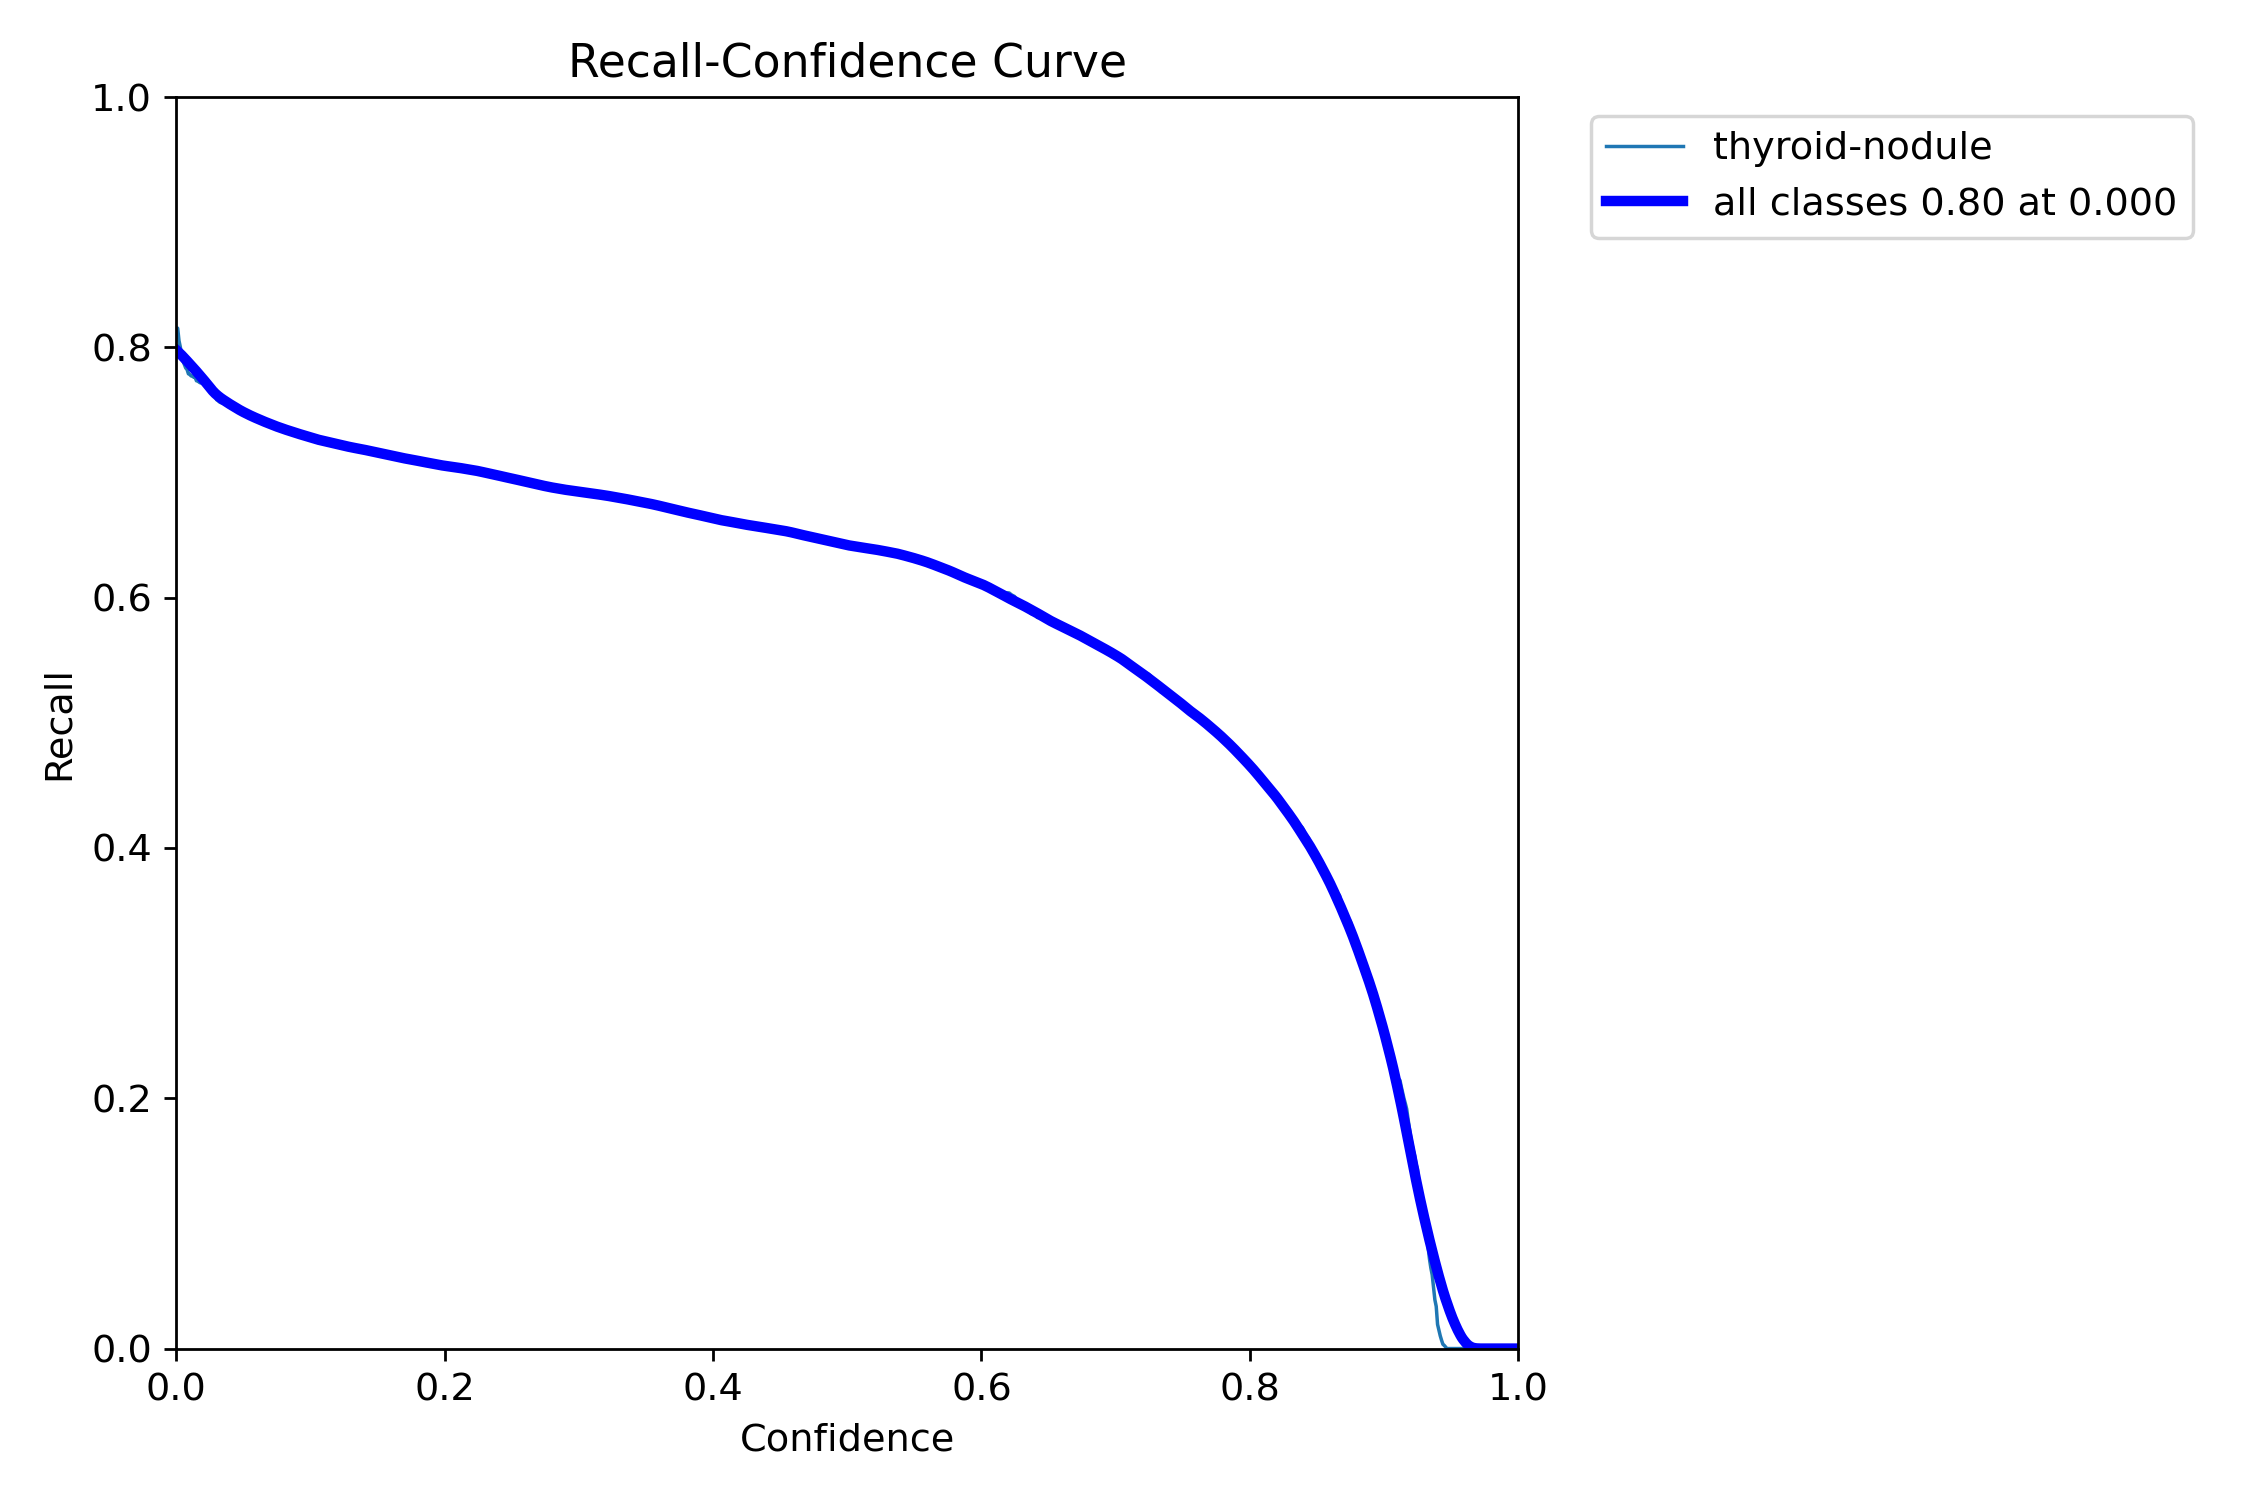 Recall-Confidence Curve
1.0
0.8
0.6
0.4
0.2
0.0
Recall
0.0 0.2 0.4 0.6 0.8 1.0
Confidence
thyroid-nodule
all classes 0.80 at 0.000